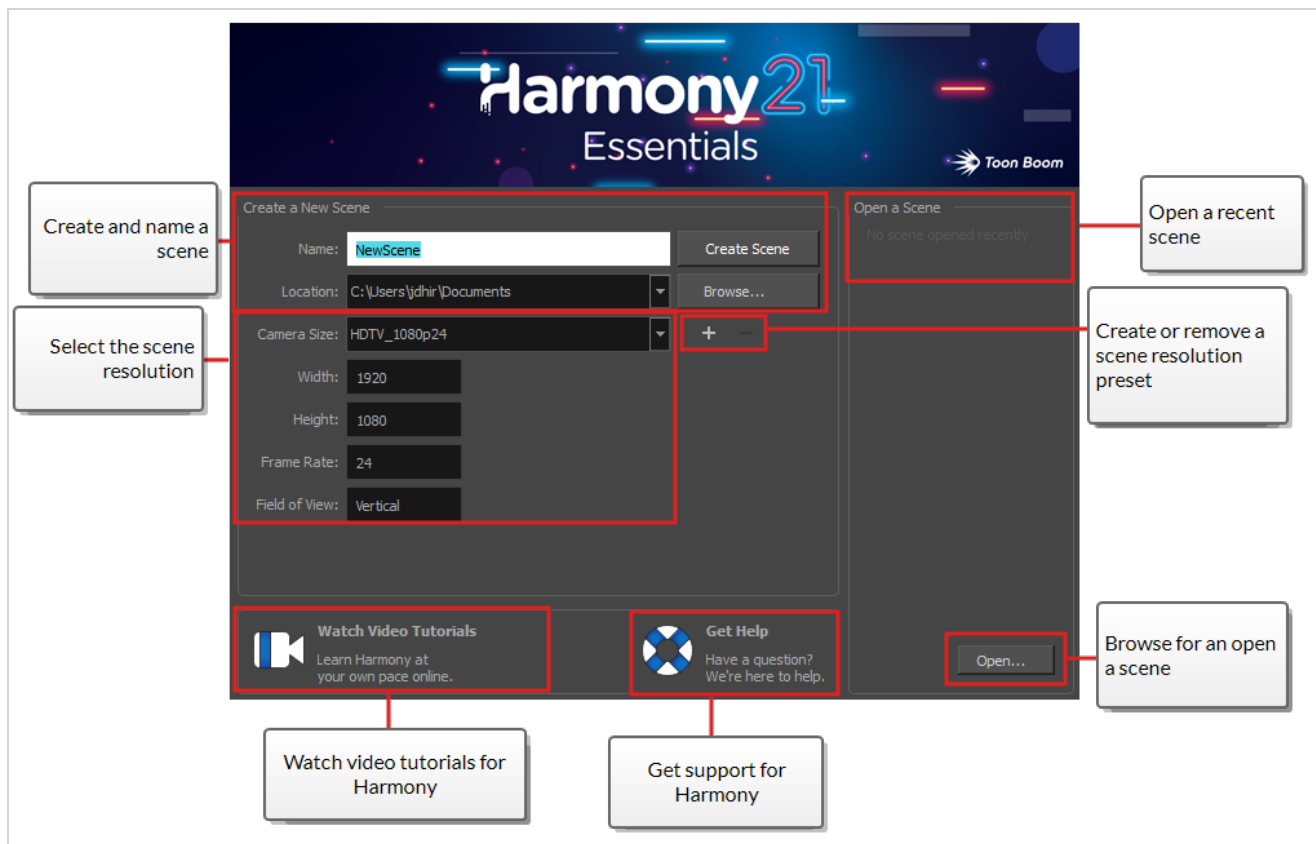 Harmony 21
Essentials
Toon Boom
Create and name a
scene
Select the scene
resolution
Create a New Scene
Name: NewScene Create Scene
Location: C:\Users\jdhir\Documents Browse...
Camera Size: HDTV_1080p24 + −
Width: 1920
Height: 1080
Frame Rate: 24
Field of View: Vertical
Open a Scene
No scene opened recently
Open a recent
scene
Create or remove a
scene resolution
preset
Watch Video Tutorials
Learn Harmony at
your own pace online.
Get Help
Have a question?
We're here to help.
Open...
Browse for an open
a scene
Watch video tutorials for
Harmony
Get support for
Harmony